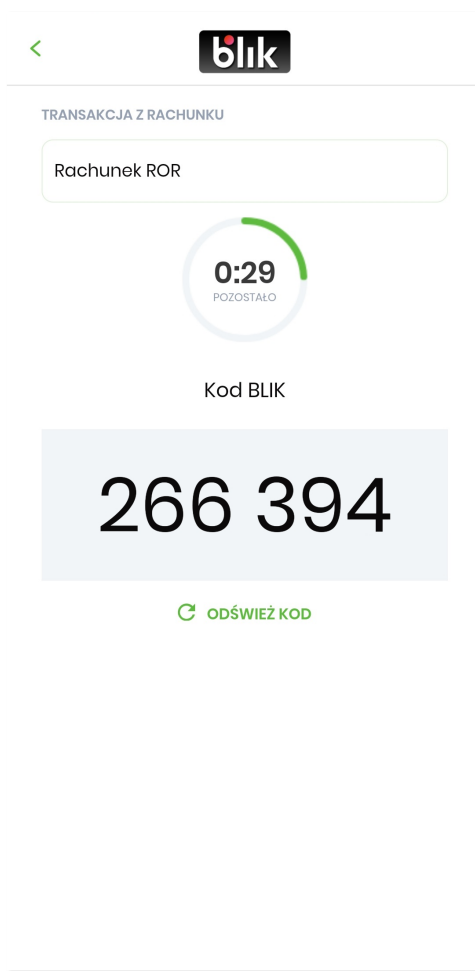 blik
TRANSAKCJA Z RACHUNKU
Rachunek ROR
0:29
POZOSTAŁO
Kod BLIK
266 394
ODŚWIEŻ KOD